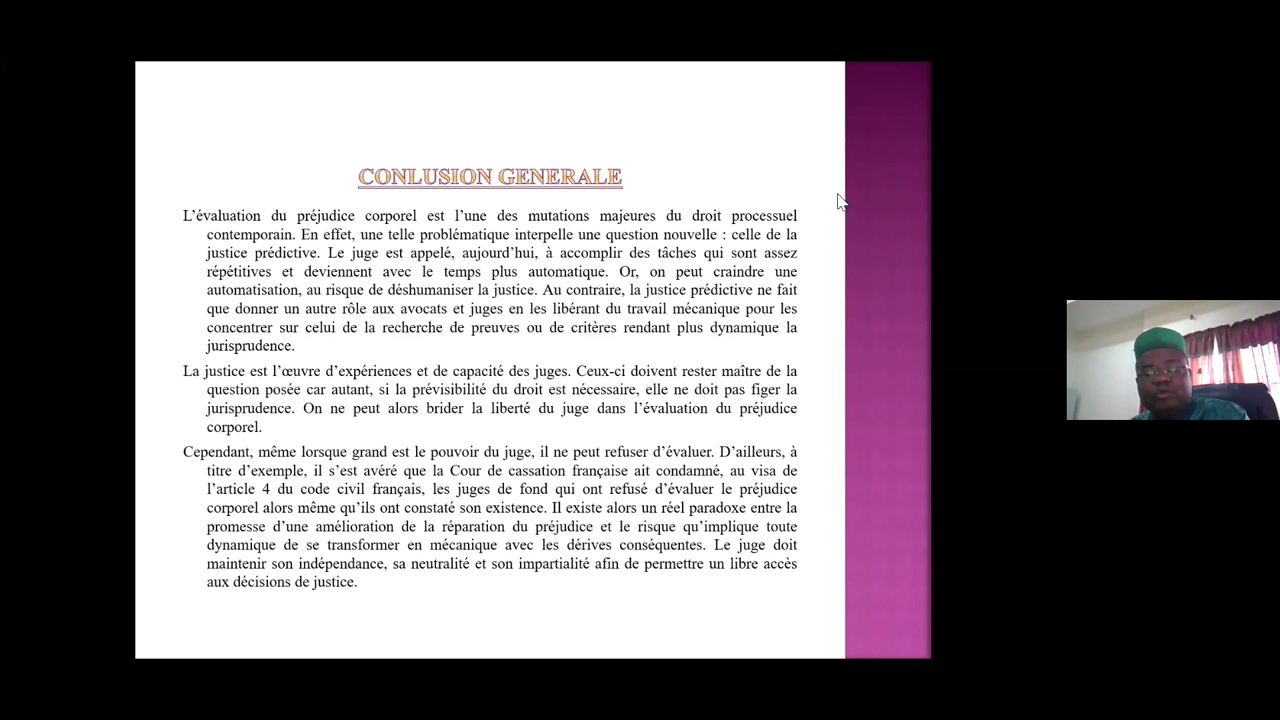 CONLUSION GENERALE
L’évaluation du préjudice corporel est l’une des mutations majeures du droit processuel
contemporain. En effet, une telle problématique interpelle une question nouvelle : celle de la
justice prédictive. Le juge est appelé, aujourd’hui, à accomplir des tâches qui sont assez
répétitives et deviennent avec le temps plus automatique. Or, on peut craindre une
automatisation, au risque de déshumaniser la justice. Au contraire, la justice prédictive ne fait
que donner un autre rôle aux avocats et juges en les libérant du travail mécanique pour les
concentrer sur celui de la recherche de preuves ou de critères rendant plus dynamique la
jurisprudence.
La justice est l’œuvre d’expériences et de capacité des juges. Ceux-ci doivent rester maître de la
question posée car autant, si la prévisibilité du droit est nécessaire, elle ne doit pas figer la
jurisprudence. On ne peut alors brider la liberté du juge dans l’évaluation du préjudice
corporel.
Cependant, même lorsque grand est le pouvoir du juge, il ne peut refuser d’évaluer. D’ailleurs, à
titre d’exemple, il s’est avéré que la Cour de cassation française ait condamné, au visa de
l’article 4 du code civil français, les juges de fond qui ont refusé d’évaluer le préjudice
corporel alors même qu’ils ont constaté son existence. Il existe alors un réel paradoxe entre la
promesse d’une amélioration de la réparation du préjudice et le risque qu’implique toute
dynamique de se transformer en mécanique avec les dérives conséquentes. Le juge doit
maintenir son indépendance, sa neutralité et son impartialité afin de permettre un libre accès
aux décisions de justice.